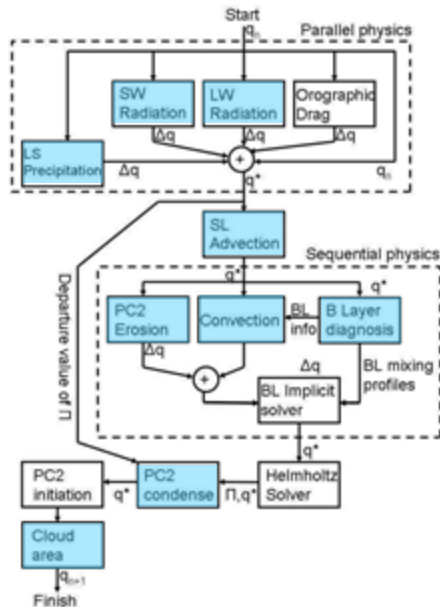 Start
qn
Parallel physics
SW
Radiation
LW
Radiation
Orographic
Drag
Δq
Δq
Δq
LS
Precipitation
Δq
qn
q*
SL
Advection
Sequential physics
q*
q*
PC2
Erosion
Convection
BL
info
B Layer
diagnosis
Δq
Δq
BL mixing
profiles
BL Implicit
solver
Departure value of Π
q*
PC2
initiation
q*
PC2
condense
Π,q*
Helmholtz
Solver
Cloud
area
qn+1
Finish